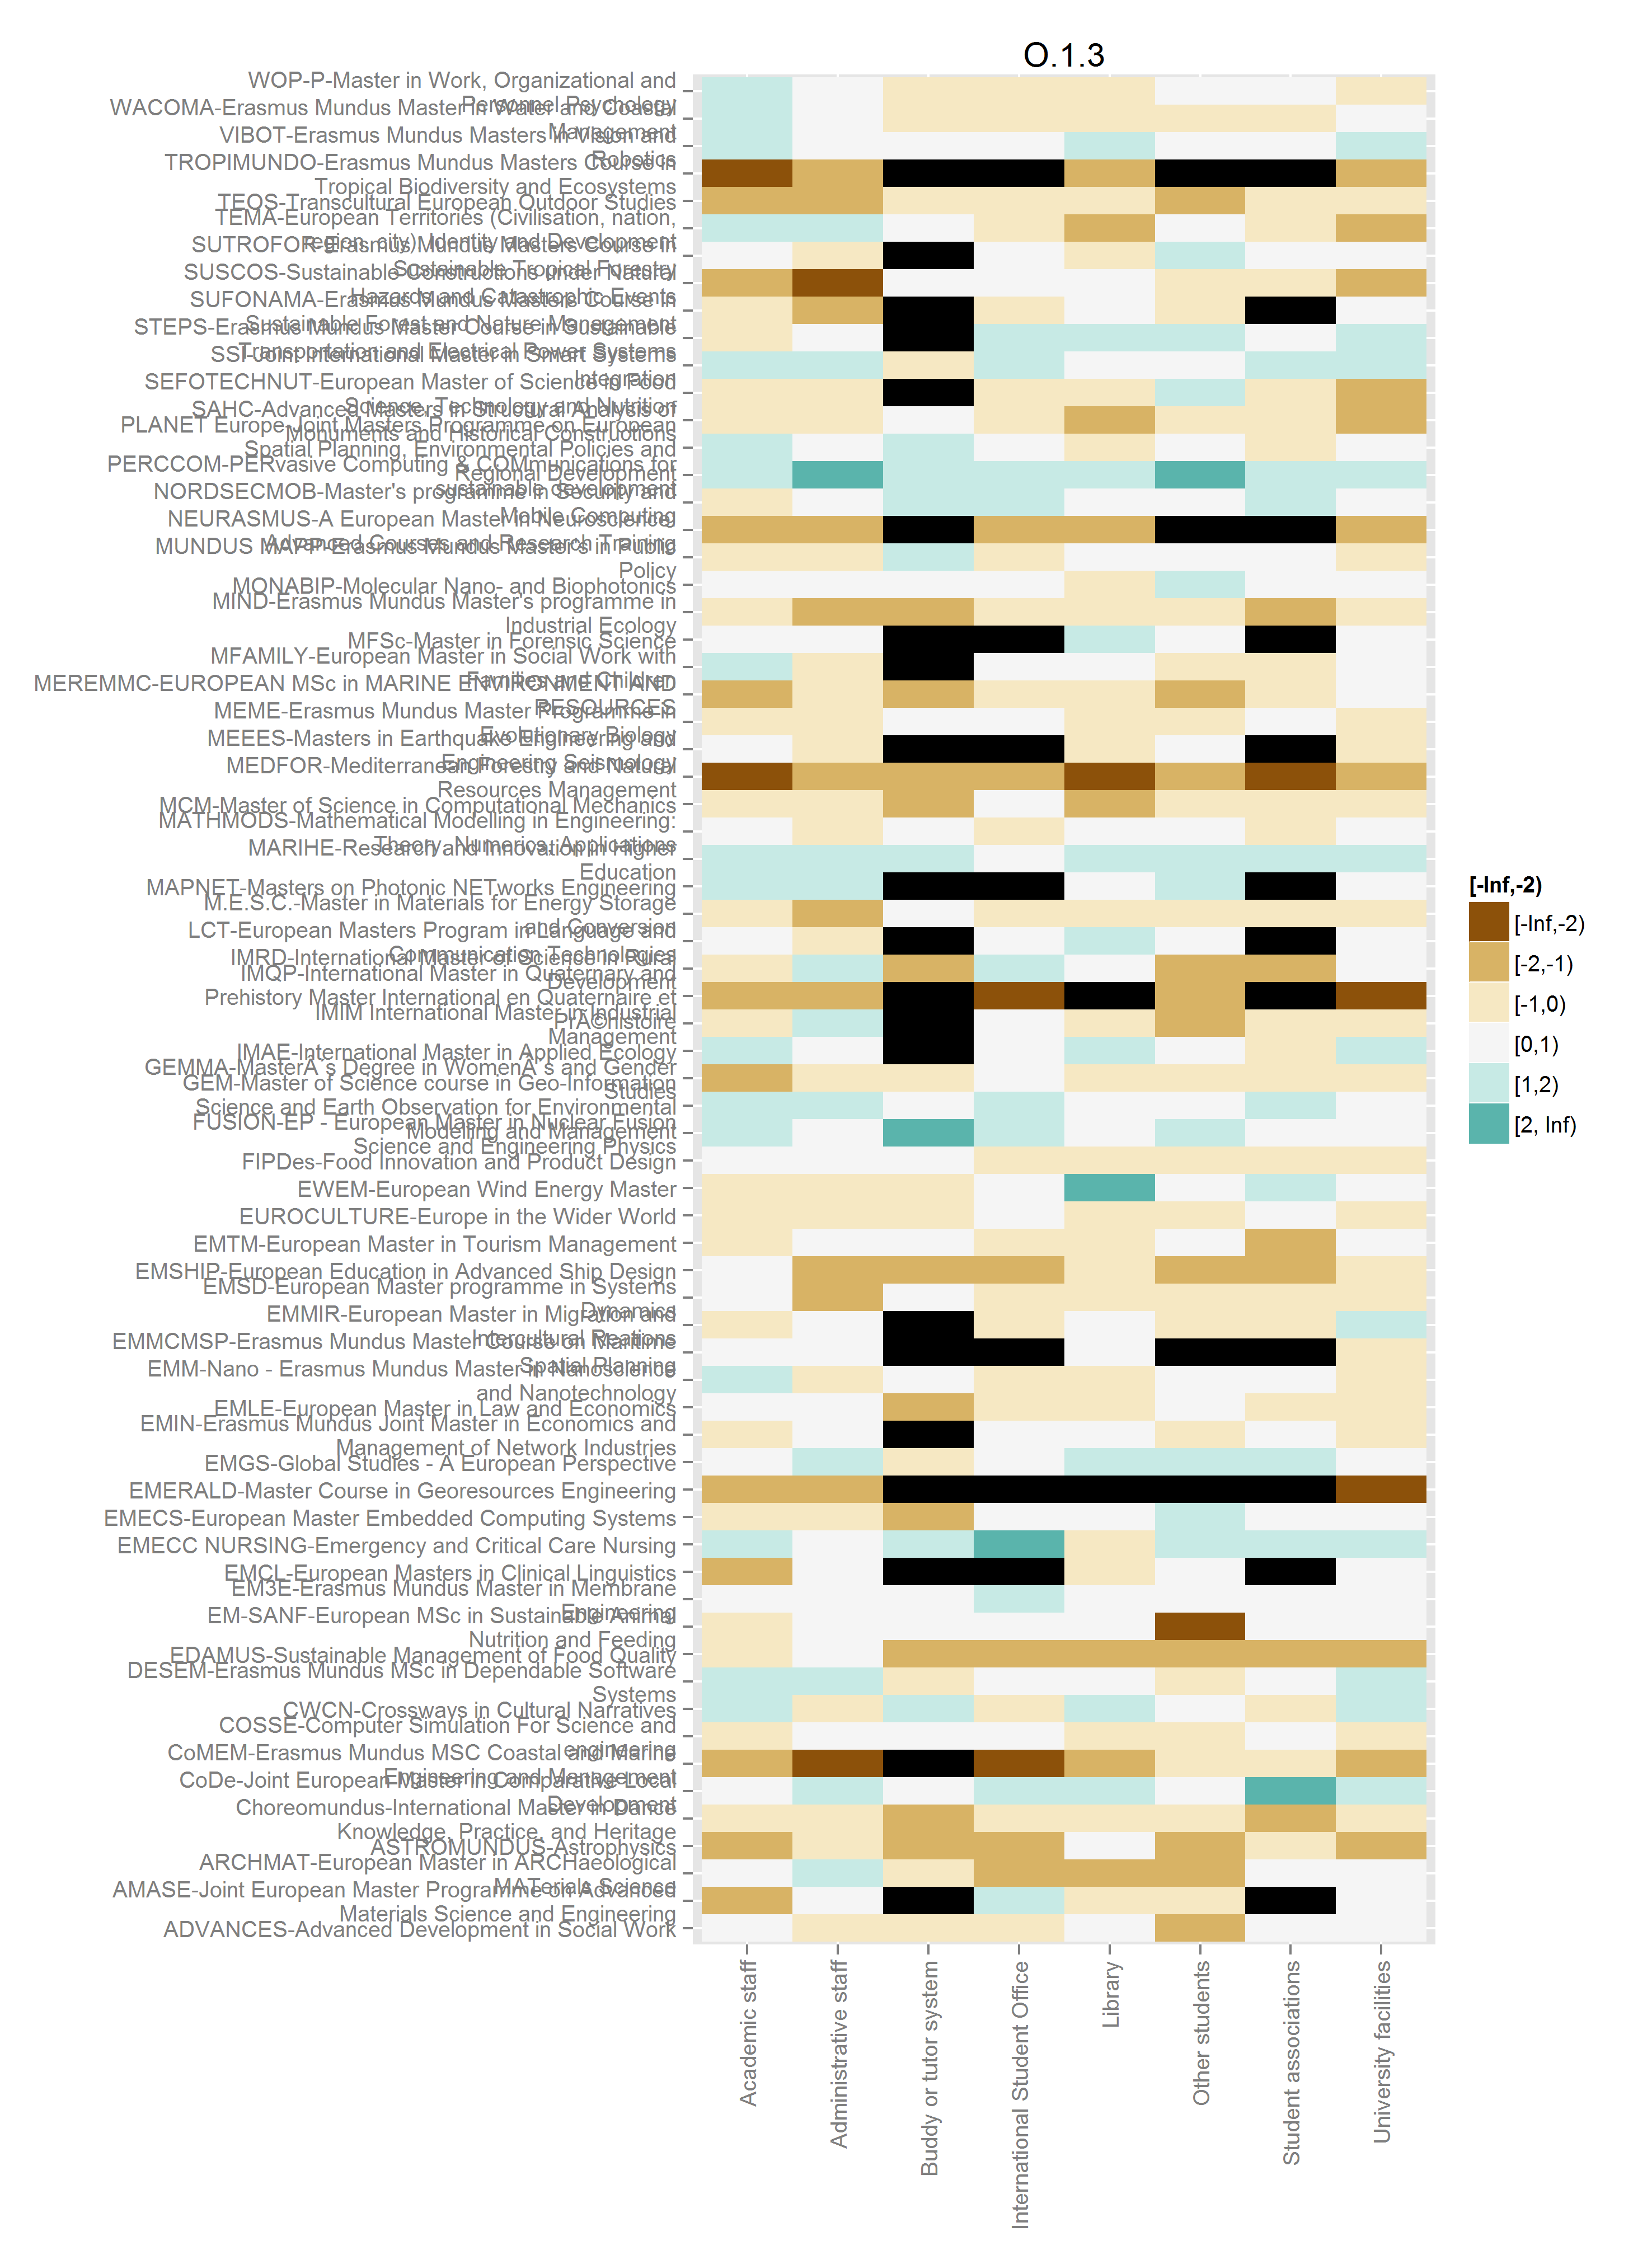 O.1.3
WOP-P-Master in Work, Organizational and
Personnel Psychology
WACOMA-Erasmus Mundus Master in Water and Coastal
Management
VIBOT-Erasmus Mundus Masters in Vision and
Robotics
TROPIMUNDO-Erasmus Mundus Masters Course in
Tropical Biodiversity and Ecosystems
TEOS-Transcultural European Outdoor Studies
TEMA-European Territories (Civilisation, nation,
region, city), Identity and Development
SUTROFOR-Erasmus Mundus Masters Course in
Sustainable Tropical Forestry
SUSCOS-Sustainable Constructions under Natural
Hazards and Catastrophic Events
SUFONAMA-Erasmus Mundus Masters Course in
Sustainable Forest and Nature Management
STEPS-Erasmus Mundus Master Course in Sustainable
Transportation and Electrical Power Systems
SSI-Joint International Master in Smart Systems
Integration
SEFOTECHNUT-European Master of Science in Food
Science, Technology and Nutrition
SAHC-Advanced Masters in Structural Analysis of
Monuments and Historical Constructions
PLANET Europe-Joint Masters Programme on European
Spatial Planning, Environmental Policies and
Regional Development
PERCCOM-PERvasive Computing & COMmunications for
sustainable development
NORDSECMOB-Master's programme in Security and
Mobile Computing
NEURASMUS-A European Master in Neuroscience:
Advanced Courses and Research Training
MUNDUS MAPP-Erasmus Mundus Master's in Public
Policy
MONABIP-Molecular Nano- and Biophotonics
MIND-Erasmus Mundus Master's programme in
Industrial Ecology
MFSc-Master in Forensic Science
MFAMILY-European Master in Social Work with
Families and Children
MEREMMC-EUROPEAN MSc in MARINE ENVIRONMENT AND
RESOURCES
MEME-Erasmus Mundus Master Programme in
Evolutionary Biology
MEEES-Masters in Earthquake Engineering and
Engineering Seismology
MEDFOR-Mediterranean Forestry and Natural
Resources Management
MCM-Master of Science in Computational Mechanics
MATHMODS-Mathematical Modelling in Engineering:
Theory, Numerics, Applications
MARIHE-Research and Innovation in Higher
Education
MAPNET-Masters on Photonic NETworks Engineering
M.E.S.C.-Master in Materials for Energy Storage
and Conversion
LCT-European Masters Program in Language and
Communication Technologies
IMRD-International Master of Science in Rural
Development
IMQP-International Master in Quaternary and
Prehistory Master International en Quaternaire et
PrÃ©histoire
IMIM International Master in Industrial
Management
IMAE-International Master in Applied Ecology
GEMMA-MasterÂ´s Degree in WomenÂ´s and Gender
Studies
GEM-Master of Science course in Geo-Information
Science and Earth Observation for Environmental
Modelling and Management
FUSION-EP - European Master in Nuclear Fusion
Science and Engineering Physics
FIPDes-Food Innovation and Product Design
EWEM-European Wind Energy Master
EUROCULTURE-Europe in the Wider World
EMTM-European Master in Tourism Management
EMSHIP-European Education in Advanced Ship Design
EMSD-European Master programme in Systems
Dynamics
EMMIR-European Master in Migration and
Intercultural Reations
EMMCMSP-Erasmus Mundus Master Course on Maritime
Spatial Planning
EMM-Nano - Erasmus Mundus Master in Nanoscience
and Nanotechnology
EMLE-European Master in Law and Economics
EMIN-Erasmus Mundus Joint Master in Economics and
Management of Network Industries
EMGS-Global Studies - A European Perspective
EMERALD-Master Course in Georesources Engineering
EMECS-European Master Embedded Computing Systems
EMECC NURSING-Emergency and Critical Care Nursing
EMCL-European Masters in Clinical Linguistics
EM3E-Erasmus Mundus Master in Membrane
Engineering
EM-SANF-European MSc in Sustainable Animal
Nutrition and Feeding
EDAMUS-Sustainable Management of Food Quality
DESEM-Erasmus Mundus MSc in Dependable Software
Systems
CWCN-Crossways in Cultural Narratives
COSSE-Computer Simulation For Science and
engineering
CoMEM-Erasmus Mundus MSC Coastal and Marine
Engineering and Management
CoDe-Joint European Master in Comparative Local
Development
Choreomundus-International Master in Dance
Knowledge, Practice, and Heritage
ASTROMUNDUS-Astrophysics
ARCHMAT-European Master in ARCHaeological
MATerials Science
AMASE-Joint European Master Programme on Advanced
Materials Science and Engineering
ADVANCES-Advanced Development in Social Work
Academic staff
Administrative staff
Buddy or tutor system
International Student Office
Library
Other students
Student associations
University facilities
[-Inf,-2)
[-Inf,-2)
[-2,-1)
[-1,0)
[0,1)
[1,2)
[2, Inf)